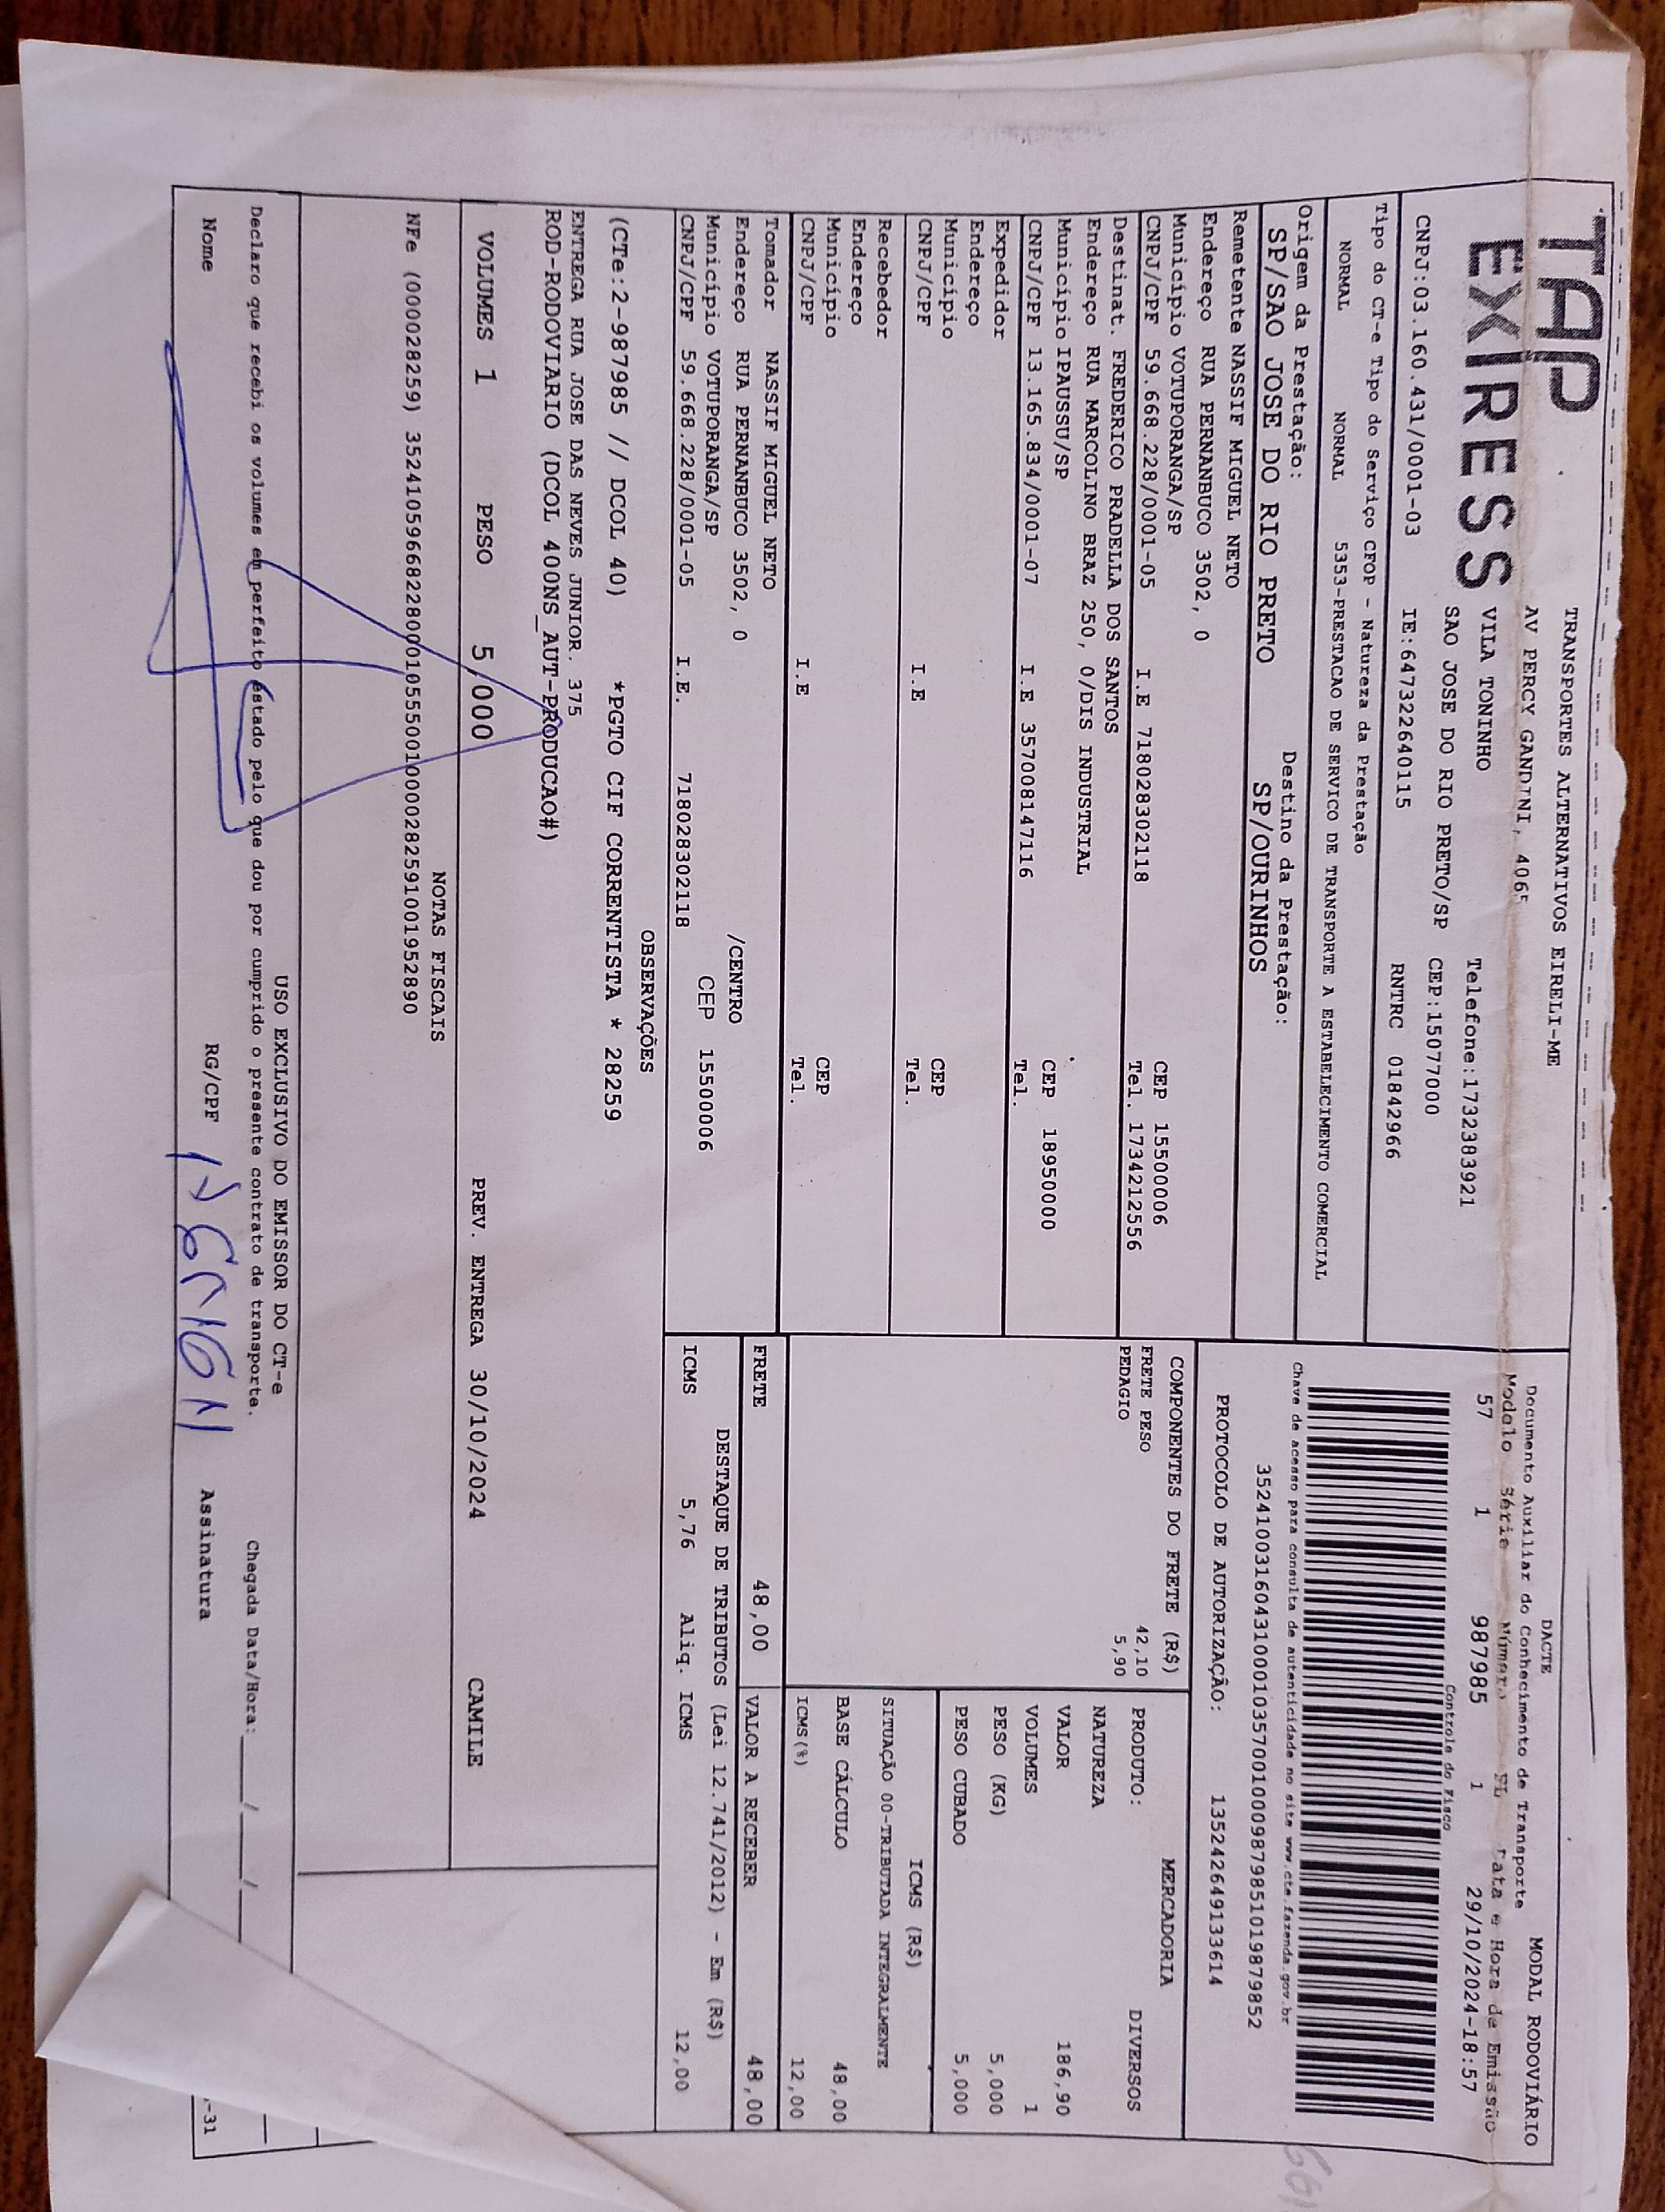 TAP
EXPRESS
TRANSPORTES ALTERNATIVOS EIRELI-ME
AV PERCY GANDINI, 4065
VILA TONINHO Telefone:1732383921
SAO JOSE DO RIO PRETO/SP CEP:15077000
CNPJ:03.160.431/0001-03 IE:647322640115 RNTRC 01842966
Tipo do CT-e Tipo do Serviço CFOP - Natureza da Prestação
NORMAL NORMAL 5353-PRESTACAO DE SERVICO DE TRANSPORTE A ESTABELECIMENTO COMERCIAL
Origem da Prestação: Destino da Prestação:
SP/SAO JOSE DO RIO PRETO SP/OURINHOS
DACTE MODAL RODOVIÁRIO
Documento Auxiliar do Conhecimento de Transporte
Modelo Série Número FL Data e Hora de Emissão
57 1 987985 1 29/10/2024-18:57
Controle do Fisco
Chave de acesso para consulta de autenticidade no site www.cte.fazenda.gov.br
35241003160431000103570010009879851019879852
PROTOCOLO DE AUTORIZAÇÃO: 135242649133614
Remetente NASSIF MIGUEL NETO
Endereço RUA PERNANBUCO 3502, 0
Município VOTUPORANGA/SP CEP 15500006
CNPJ/CPF 59.668.228/0001-05 I.E 718028302118 Tel. 1734212556
Destinat. FREDERICO PRADELLA DOS SANTOS
Endereço RUA MARCOLINO BRAZ 250, 0/DIS INDUSTRIAL
Município IPAUSSU/SP CEP 18950000
CNPJ/CPF 13.165.834/0001-07 I.E 357008147116 Tel.
Expedidor
Endereço
Município CEP
CNPJ/CPF I.E Tel.
Recebedor
Endereço
Município CEP
CNPJ/CPF I.E Tel.
Tomador NASSIF MIGUEL NETO
Endereço RUA PERNANBUCO 3502, 0 /CENTRO
Município VOTUPORANGA/SP CEP 15500006
CNPJ/CPF 59.668.228/0001-05 I.E. 718028302118
COMPONENTES DO FRETE (R$)
FRETE PESO 42,10
PEDAGIO 5,90
MERCADORIA
PRODUTO: DIVERSOS
NATUREZA
VALOR 186,90
VOLUMES 1
PESO (KG) 5,000
PESO CUBADO 5,000
ICMS (R$)
SITUAÇÃO 00-TRIBUTADA INTEGRALMENTE
BASE CÁLCULO 48,00
ICMS(%) 12,00
FRETE 48,00 VALOR A RECEBER 48,00
DESTAQUE DE TRIBUTOS (Lei 12.741/2012) - Em (R$)
ICMS 5,76 Aliq. ICMS 12,00
OBSERVAÇÕES
(CTe:2-987985 // DCOL 40) *PGTO CIF CORRENTISTA * 28259
ENTREGA RUA JOSE DAS NEVES JUNIOR. 375
ROD-RODOVIARIO (DCOL 400NS_AUT-PRODUCAO#)
VOLUMES 1 PESO 5,000 PREV. ENTREGA 30/10/2024 CAMILE
NOTAS FISCAIS
NFe (000028259) 35241059668228000105550010000282591001952890
USO EXCLUSIVO DO EMISSOR DO CT-e
Declaro que recebi os volumes em perfeito estado pelo que dou por cumprido o presente contrato de transporte. Chegada Data/Hora: ____/____/__
Nome RG/CPF Assinatura
-31